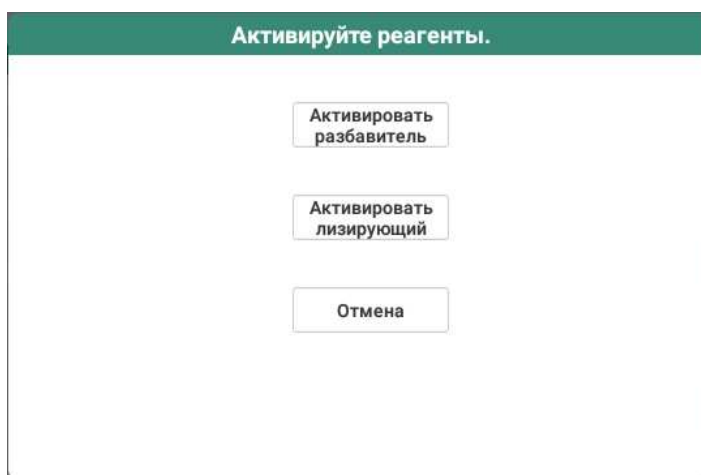 Активируйте реагенты.
Активировать
разбавитель
Активировать
лизирующий
Отмена